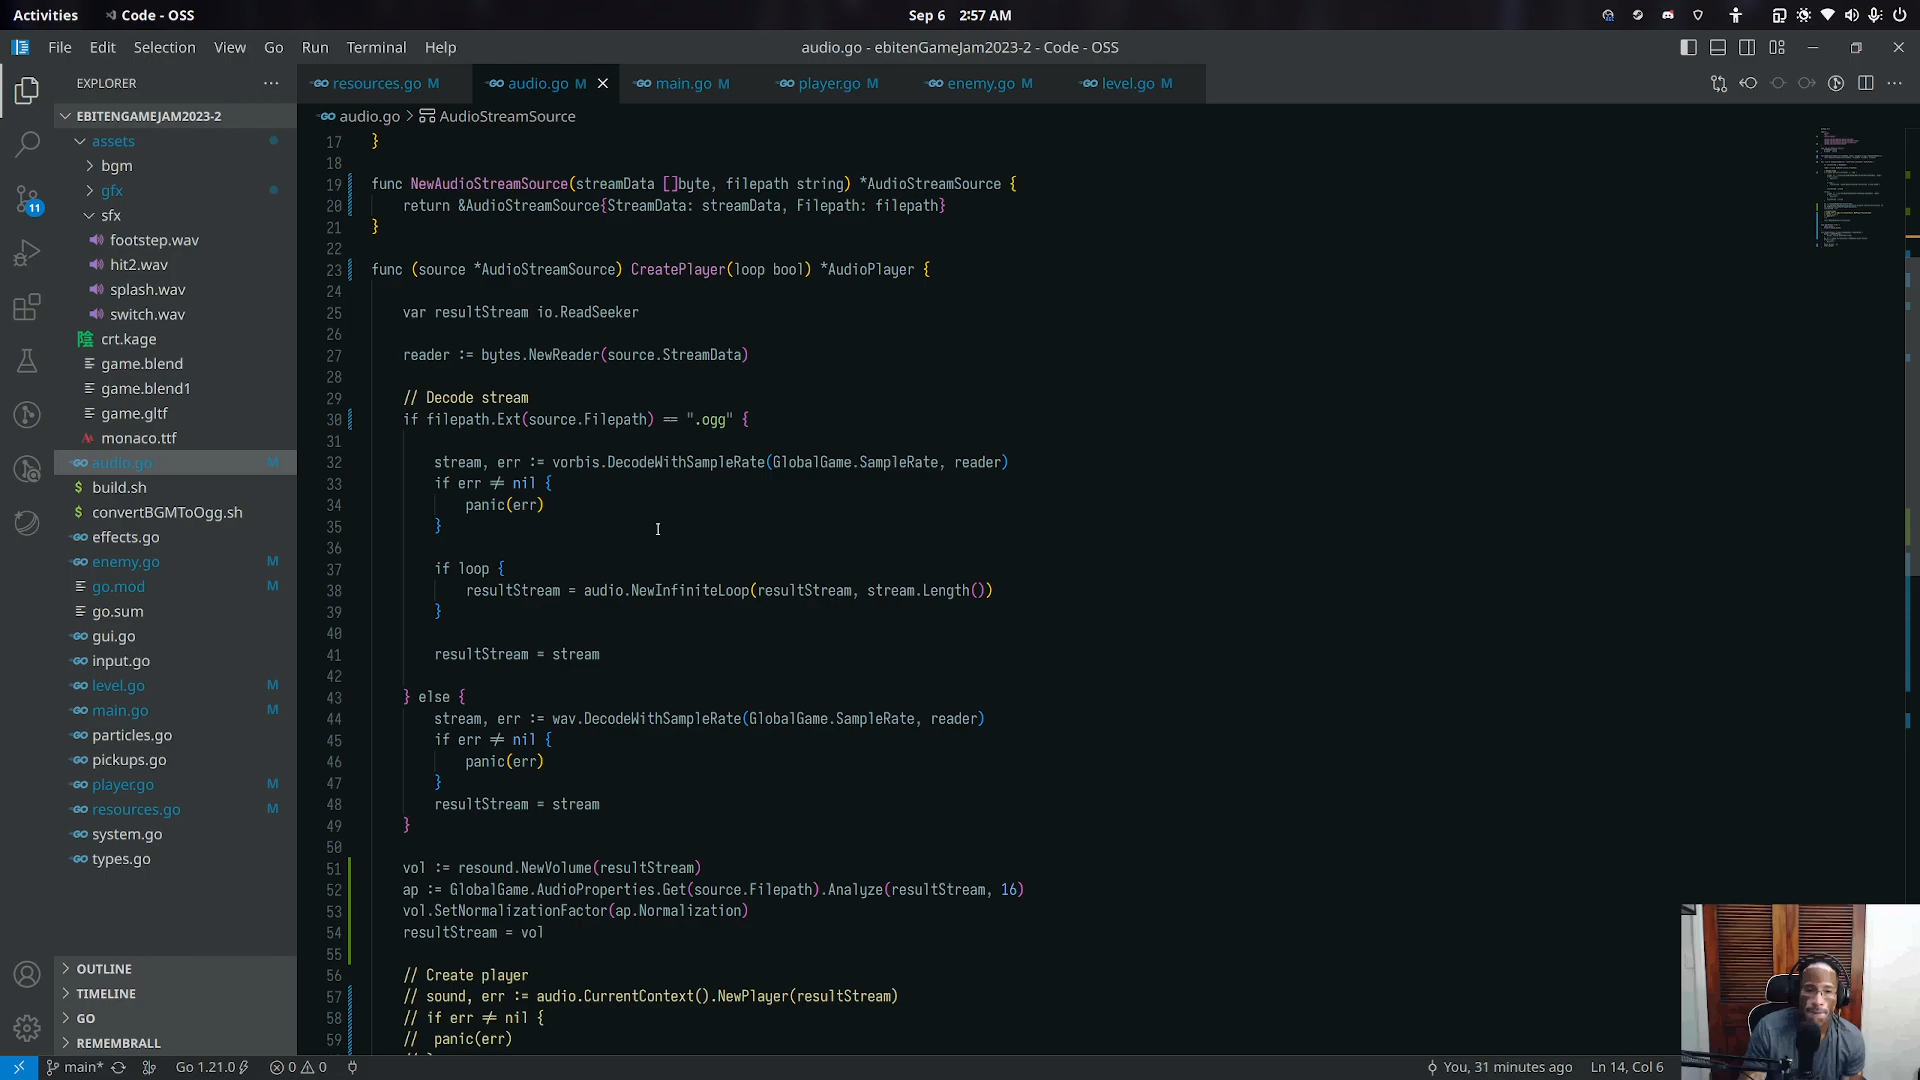 Activities
Code - OSS
Sep 6 2:57 AM
File Edit Selection View Go Run Terminal Help
audio.go - ebitenGameJam2023-2 - Code - OSS
EXPLORER
resources.go M
audio.go M
main.go M
player.go M
enemy.go M
level.go M
EBITENGAMEJAM2023-2
audio.go > AudioStreamSource
assets
bgm
gfx
sfx
footstep.wav
hit2.wav
splash.wav
switch.wav
陰 crt.kage
game.blend
game.blend1
game.gltf
monaco.ttf
audio.go M
build.sh
convertBGMToOgg.sh
effects.go
enemy.go M
go.mod M
go.sum
gui.go
input.go
level.go M
main.go M
particles.go
pickups.go
player.go M
resources.go M
system.go
types.go
OUTLINE
TIMELINE
GO
REMEMBRALL
11
17 }
18
19 func NewAudioStreamSource(streamData []byte, filepath string) *AudioStreamSource {
20 return &AudioStreamSource{StreamData: streamData, Filepath: filepath}
21 }
22
23 func (source *AudioStreamSource) CreatePlayer(loop bool) *AudioPlayer {
24
25 var resultStream io.ReadSeeker
26
27 reader := bytes.NewReader(source.StreamData)
28
29 // Decode stream
30 if filepath.Ext(source.Filepath) == ".ogg" {
31
32 stream, err := vorbis.DecodeWithSampleRate(GlobalGame.SampleRate, reader)
33 if err ≠ nil {
34 panic(err)
35 }
36
37 if loop {
38 resultStream = audio.NewInfiniteLoop(resultStream, stream.Length())
39 }
40
41 resultStream = stream
42
43 } else {
44 stream, err := wav.DecodeWithSampleRate(GlobalGame.SampleRate, reader)
45 if err ≠ nil {
46 panic(err)
47 }
48 resultStream = stream
49 }
50
51 vol := resound.NewVolume(resultStream)
52 ap := GlobalGame.AudioProperties.Get(source.Filepath).Analyze(resultStream, 16)
53 vol.SetNormalizationFactor(ap.Normalization)
54 resultStream = vol
55
56 // Create player
57 // sound, err := audio.CurrentContext().NewPlayer(resultStream)
58 // if err ≠ nil {
59 // panic(err)
main* Go 1.21.0 0 0
You, 31 minutes ago Ln 14, Col 6